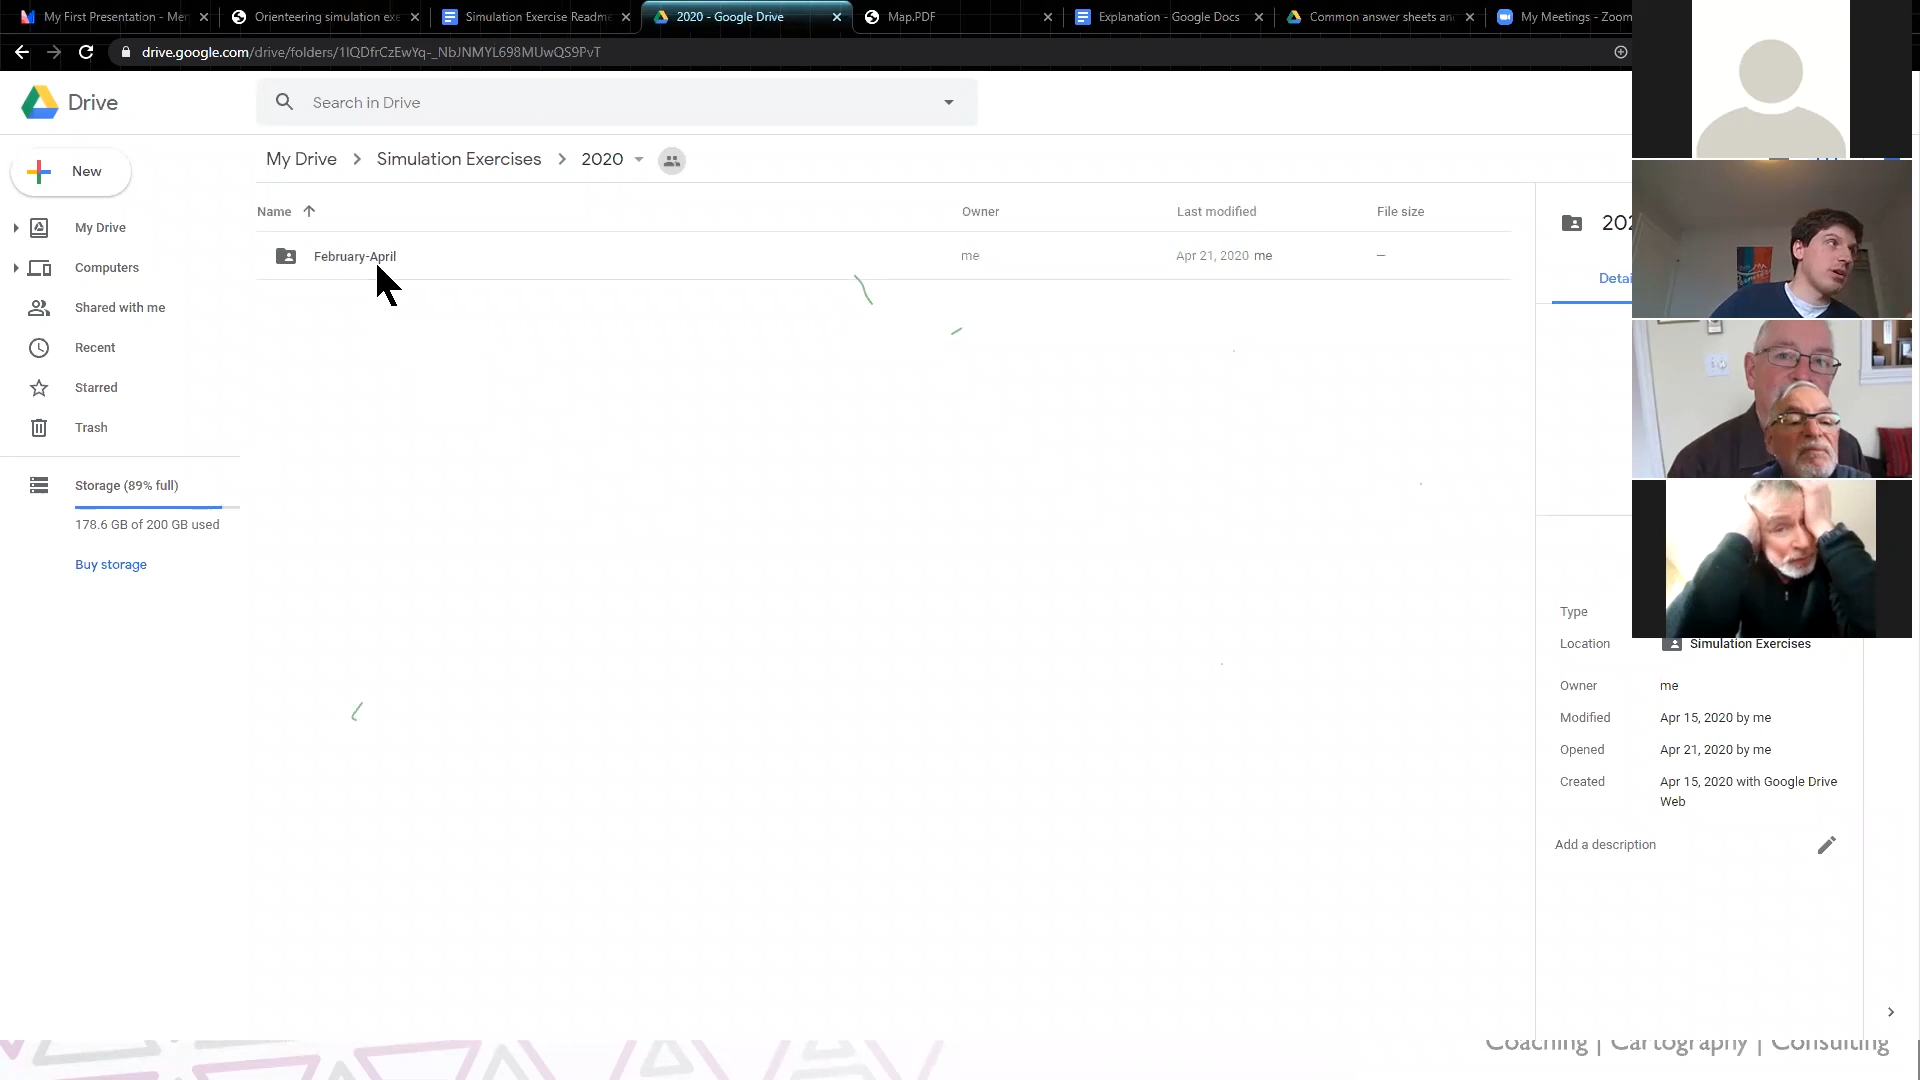 My First Presentation - Men
Orienteering simulation exe
Simulation Exercise Readme
2020 - Google Drive
Map.PDF
Explanation - Google Docs
Common answer sheets an
My Meetings - Zoom
drive.google.com/drive/folders/1IQDfrCzEwYq-_NbJNMYL698MUwQS9PvT
Drive
Search in Drive
New
My Drive
Computers
Shared with me
Recent
Starred
Trash
Storage (89% full)
178.6 GB of 200 GB used
Buy storage
My Drive > Simulation Exercises > 2020
Name Owner Last modified File size
February-April me Apr 21, 2020 me –
202
Detai
Type
Location Simulation Exercises
Owner me
Modified Apr 15, 2020 by me
Opened Apr 21, 2020 by me
Created Apr 15, 2020 with Google Drive
Web
Add a description
Coaching | Cartography | Consulting